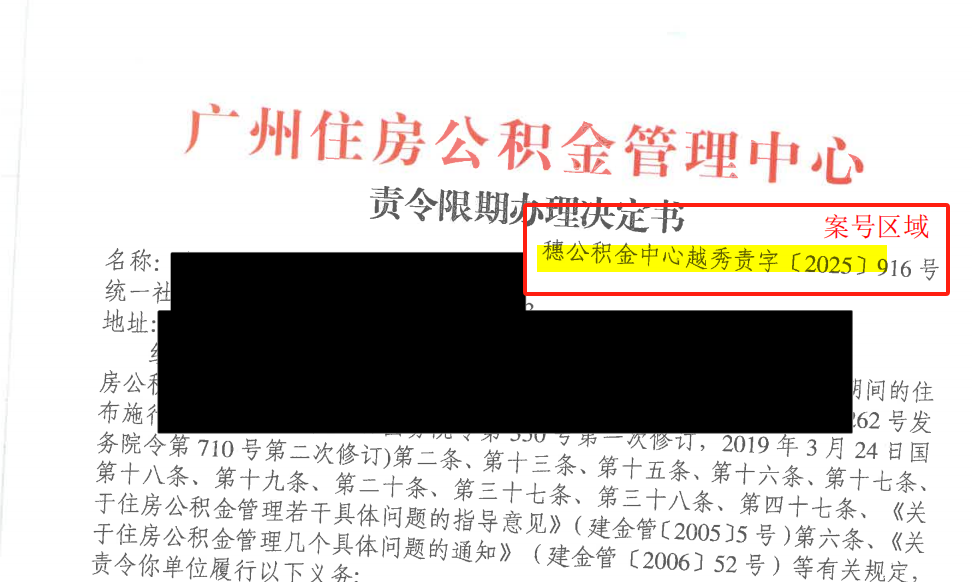 广州住房公积金管理中心
责令限期办理决定书
案号区域
穗公积金中心越秀责字〔2025〕916 号
名称:
统一社
地址:
房公积
期间的住
布施行
262 号发
务院令第 710 号第二次修订)第二条、第十三条、第十五条、第十六条、第十七条、
国务院令第 350 号第一次修订，2019 年 3 月 24 日国
第十八条、第十九条、第二十条、第三十七条、第三十八条、第四十七条、《关
于住房公积金管理若干具体问题的指导意见》(建金管〔2005〕5 号)第六条、《关
于住房公积金管理几个具体问题的通知》（建金管〔2006〕52 号）等有关规定，
责令你单位履行以下义务: